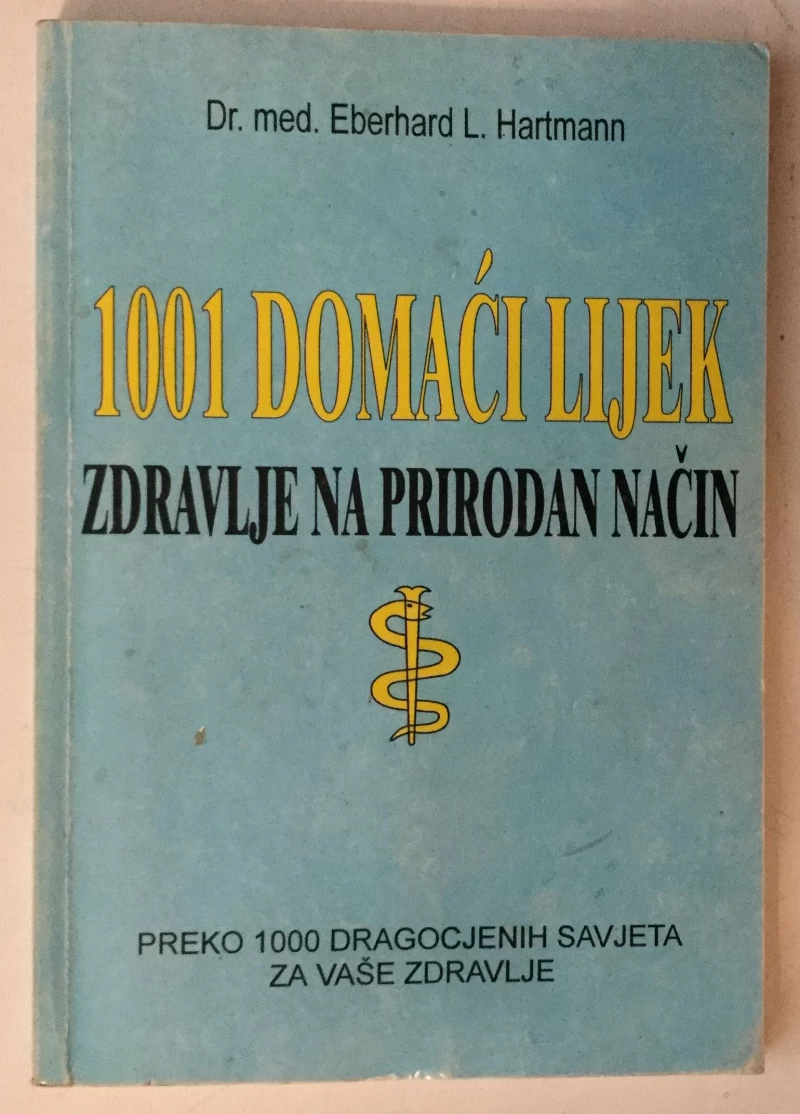 Dr. med. Eberhard L. Hartmann
1001 DOMAĆI LIJEK
ZDRAVLJE NA PRIRODAN NAČIN
PREKO 1000 DRAGOCJENIH SAVJETA
ZA VAŠE ZDRAVLJE